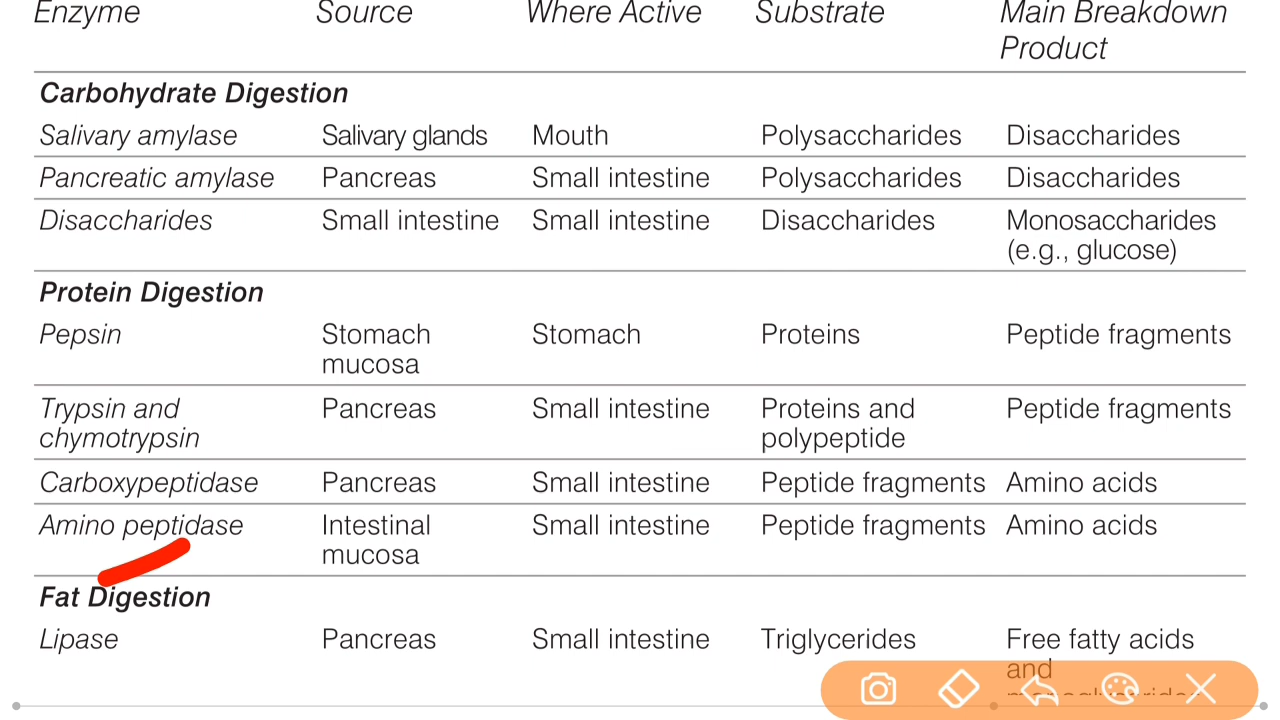 Enzyme Source Where Active Substrate Main Breakdown
Product
Carbohydrate Digestion
Salivary amylase Salivary glands Mouth Polysaccharides Disaccharides
Pancreatic amylase Pancreas Small intestine Polysaccharides Disaccharides
Disaccharides Small intestine Small intestine Disaccharides Monosaccharides
(e.g., glucose)
Protein Digestion
Pepsin Stomach Stomach Proteins Peptide fragments
mucosa
Trypsin and Pancreas Small intestine Proteins and Peptide fragments
chymotrypsin polypeptide
Carboxypeptidase Pancreas Small intestine Peptide fragments Amino acids
Amino peptidase Intestinal Small intestine Peptide fragments Amino acids
mucosa
Fat Digestion
Lipase Pancreas Small intestine Triglycerides Free fatty acids
and